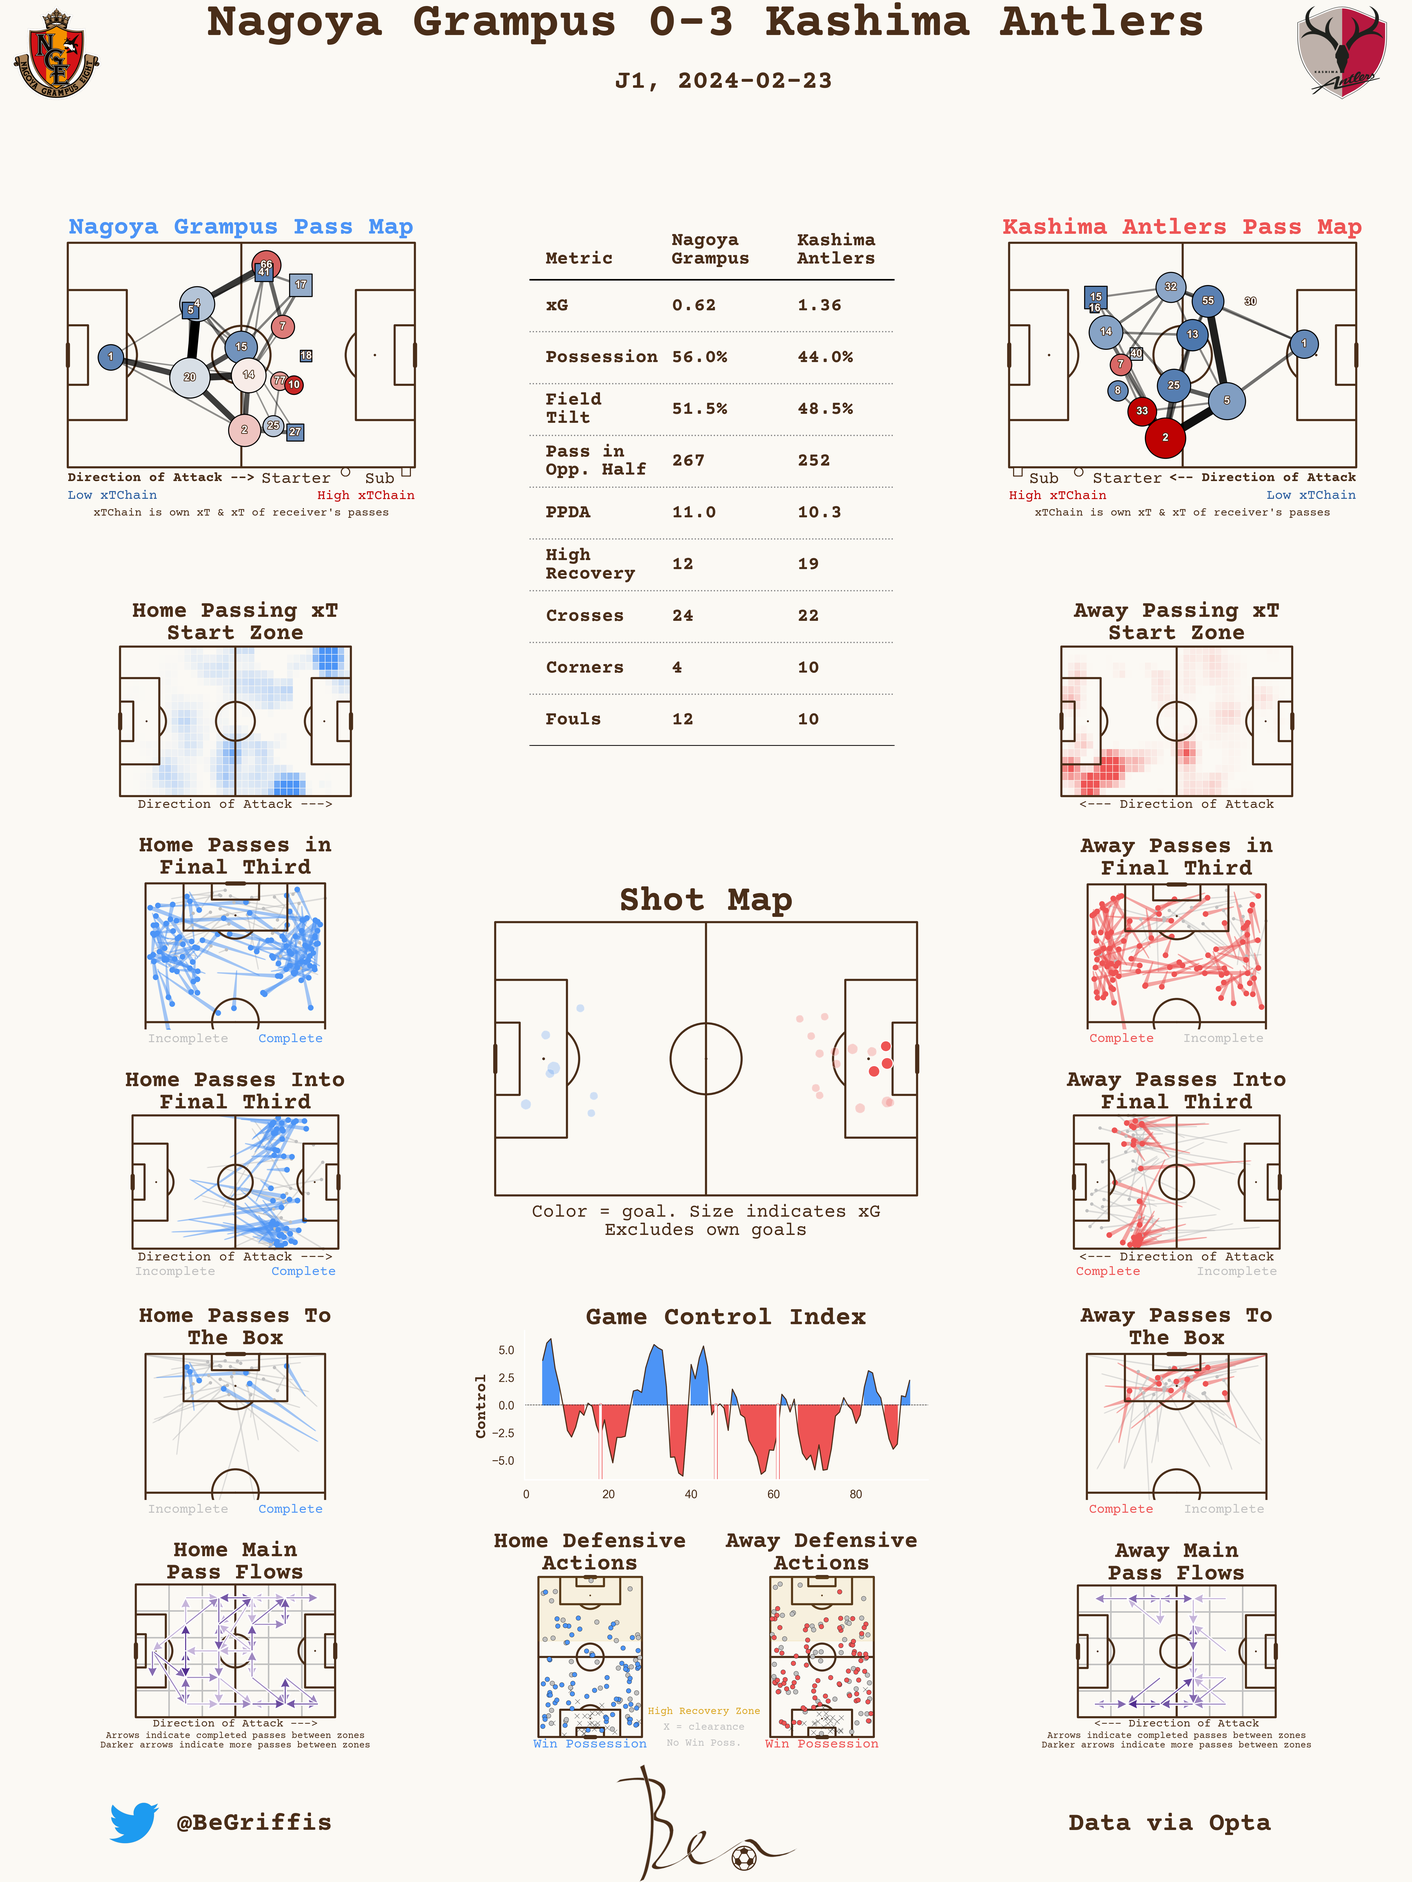 Nagoya Grampus 0-3 Kashima Antlers
J1, 2024-02-23
NAGOYA GRAMPUS EIGHT
KASHIMA
Antlers
Nagoya Grampus Pass Map
66
41
17
4
5
7
15
1
18
20
14
77
10
2
25
27
Direction of Attack --> Starter Sub
Low xTChain High xTChain
xTChain is own xT & xT of receiver's passes
Metric Nagoya Grampus Kashima Antlers
xG 0.62 1.36
Possession 56.0% 44.0%
Field Tilt 51.5% 48.5%
Pass in Opp. Half 267 252
PPDA 11.0 10.3
High Recovery 12 19
Crosses 24 22
Corners 4 10
Fouls 12 10
Kashima Antlers Pass Map
32
15
55
30
16
14
13
1
40
7
25
8
5
33
2
Sub Starter <-- Direction of Attack
High xTChain Low xTChain
xTChain is own xT & xT of receiver's passes
Home Passing xT
Start Zone
Direction of Attack --->
Away Passing xT
Start Zone
<--- Direction of Attack
Home Passes in
Final Third
Incomplete Complete
Away Passes in
Final Third
Complete Incomplete
Shot Map
Color = goal. Size indicates xG
Excludes own goals
Home Passes Into
Final Third
Direction of Attack --->
Incomplete Complete
Away Passes Into
Final Third
<--- Direction of Attack
Complete Incomplete
Home Passes To
The Box
Incomplete Complete
Game Control Index
Control
5.0
2.5
0.0
−2.5
−5.0
0 20 40 60 80
Away Passes To
The Box
Complete Incomplete
Home Main
Pass Flows
Direction of Attack --->
Arrows indicate completed passes between zones
Darker arrows indicate more passes between zones
Home Defensive
Actions
Win Possession
High Recovery Zone
X = clearance
No Win Poss.
Away Defensive
Actions
Win Possession
Away Main
Pass Flows
<--- Direction of Attack
Arrows indicate completed passes between zones
Darker arrows indicate more passes between zones
@BeGriffis
Ben
Data via Opta